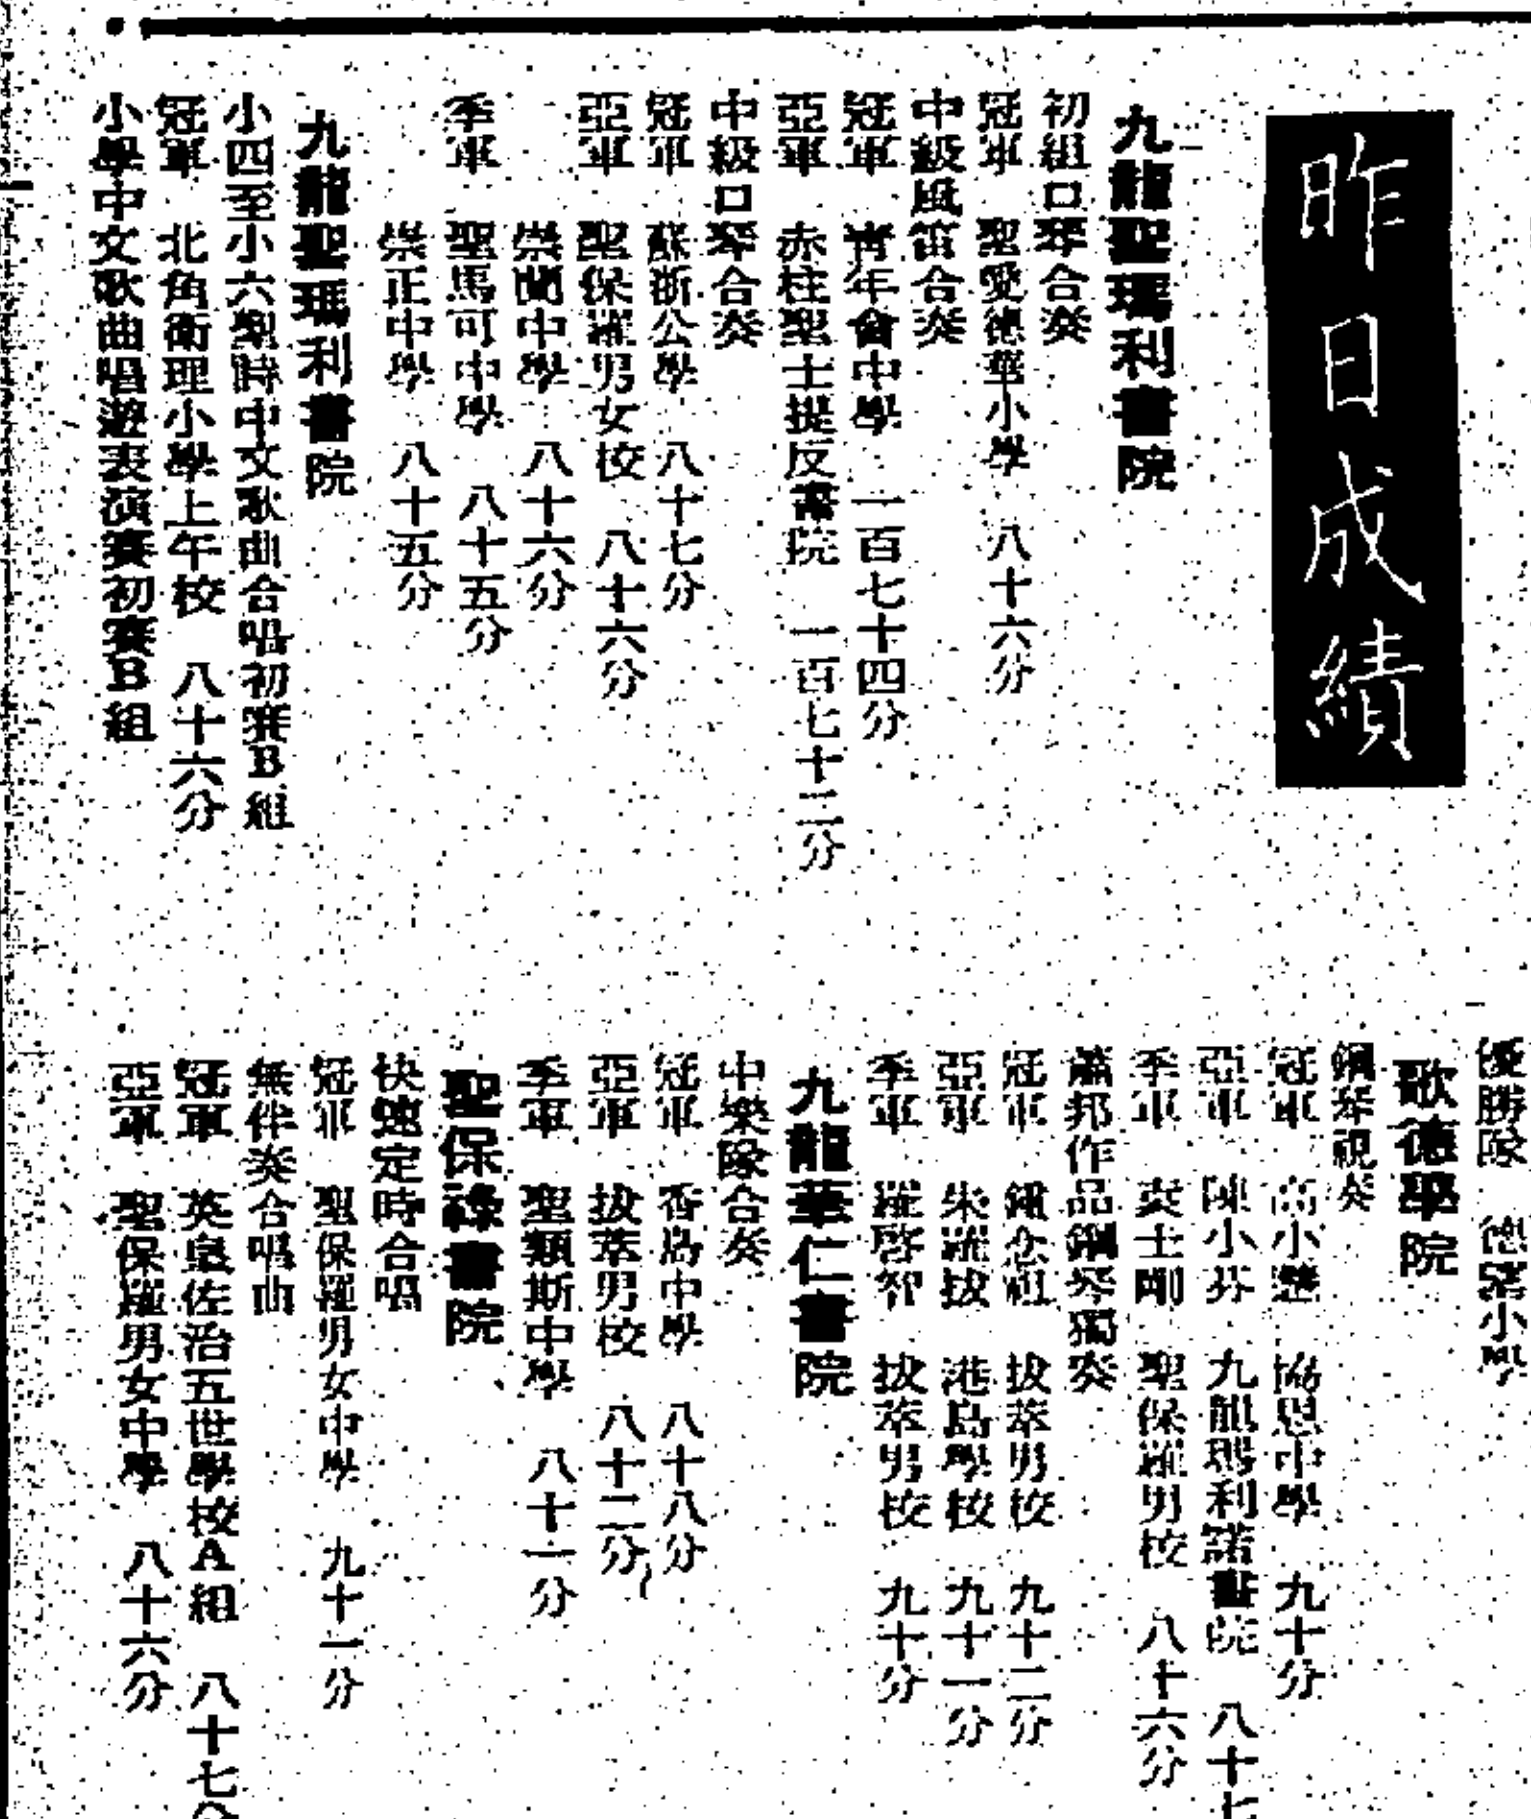 昨日成績
九龍聖瑪利書院
初組口琴合奏
冠軍 聖愛德華小學 八十六分
中級風笛合奏
冠軍 青年會中學 一百七十四分
亞軍 赤柱聖士提反書院 一百七十二分
中級口琴合奏
冠軍 蘇浙公學 八十七分
亞軍 聖保羅男女校 八十六分
崇蘭中學 八十六分
季軍 聖馬可中學 八十五分
崇正中學 八十五分
九龍聖瑪利書院
小四至小六聖詩中文歌曲合唱初賽B組
冠軍 北角衛理小學上午校 八十六分
小學中文歌曲唱遊表演賽初賽B組
優勝隊 德 小學
歌德學院
鋼琴視奏
冠軍 高小 協恩中學 九十分
亞軍 陳小芬 九龍瑪利諾書院 八十七
季軍 士剛 聖保羅男校 八十六分
蕭邦作品鋼琴獨奏
冠軍 鍾念祖 拔萃男校 九十二分
亞軍 朱羅拔 港島學校 九十一分
季軍 羅啓智 拔萃男校 九十分
九龍華仁書院
中樂隊合奏
冠軍 香島中學 八十八分
亞軍 拔萃男校 八十二分
季軍 聖類斯中學 八十一分
聖保祿書院
快速定時合唱
冠軍 聖保羅男女中學 九十一分
無伴奏合唱曲
冠軍 英皇佐治五世學校A組 八十七分
亞軍 聖保羅男女中學 八十六分